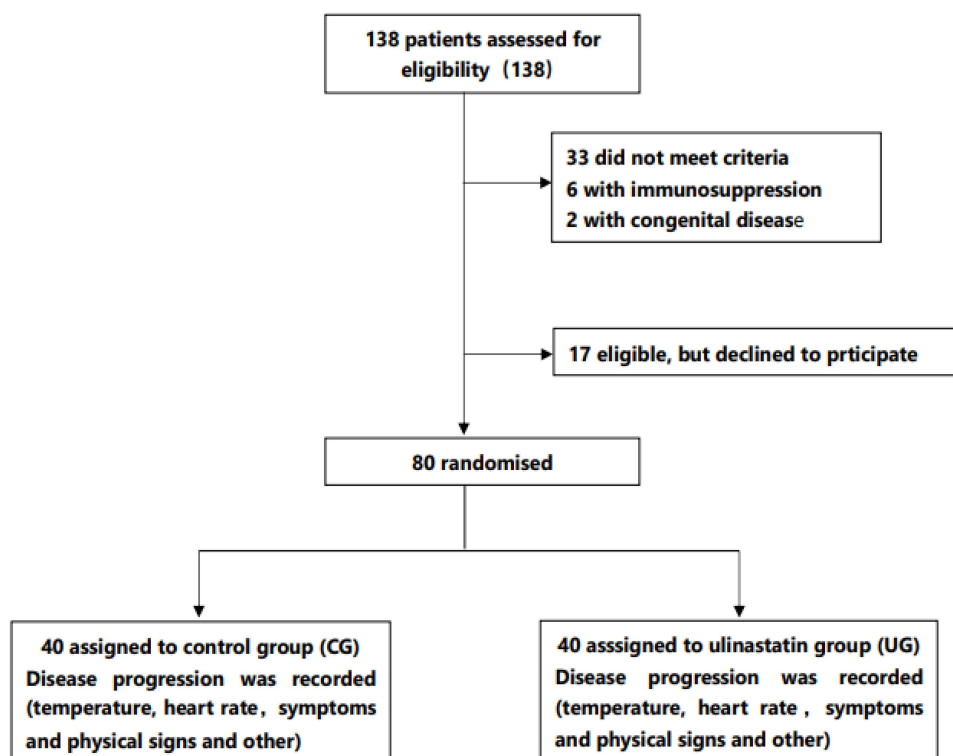 138 patients assessed for
eligibility（138）
33 did not meet criteria
6 with immunosuppression
2 with congenital disease
17 eligible, but declined to prticipate
80 randomised
40 assigned to control group (CG)
Disease progression was recorded
(temperature, heart rate，symptoms
and physical signs and other)
40 asssigned to ulinastatin group (UG)
Disease progression was recorded
(temperature, heart rate，symptoms
and physical signs and other)